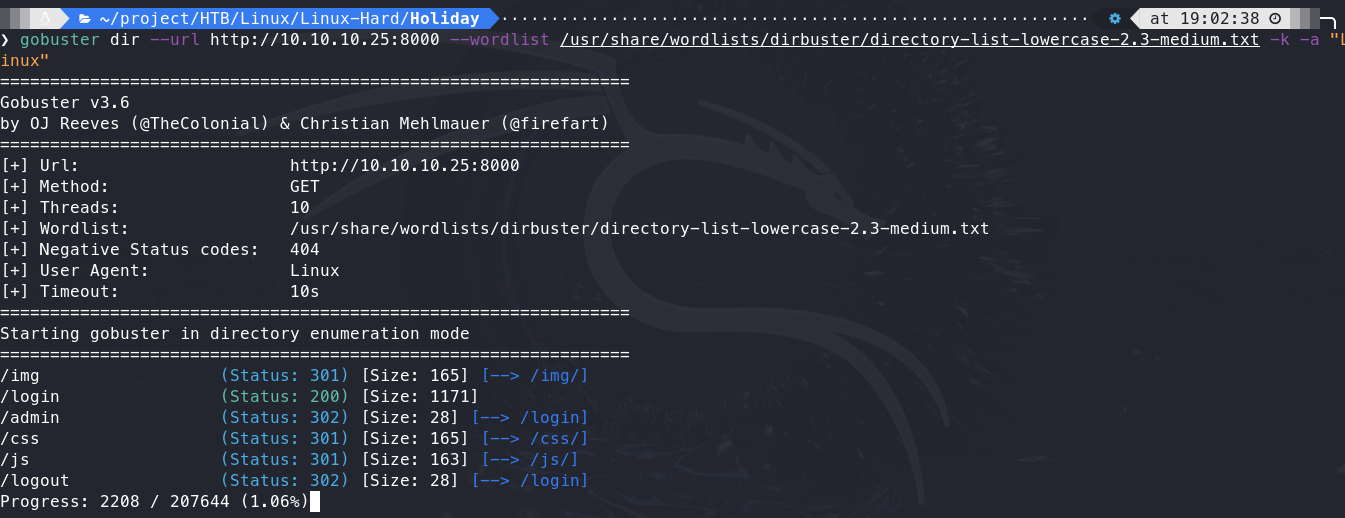 ~/project/HTB/Linux/Linux-Hard/Holiday at 19:02:38
❯ gobuster dir --url http://10.10.10.25:8000 --wordlist /usr/share/wordlists/dirbuster/directory-list-lowercase-2.3-medium.txt -k -a "L
inux"
===============================================================
Gobuster v3.6
by OJ Reeves (@TheColonial) & Christian Mehlmauer (@firefart)
===============================================================
[+] Url:                     http://10.10.10.25:8000
[+] Method:                  GET
[+] Threads:                 10
[+] Wordlist:                /usr/share/wordlists/dirbuster/directory-list-lowercase-2.3-medium.txt
[+] Negative Status codes:   404
[+] User Agent:              Linux
[+] Timeout:                 10s
===============================================================
Starting gobuster in directory enumeration mode
===============================================================
/img                  (Status: 301) [Size: 165] [--> /img/]
/login                (Status: 200) [Size: 1171]
/admin                (Status: 302) [Size: 28] [--> /login]
/css                  (Status: 301) [Size: 165] [--> /css/]
/js                   (Status: 301) [Size: 163] [--> /js/]
/logout               (Status: 302) [Size: 28] [--> /login]
Progress: 2208 / 207644 (1.06%)